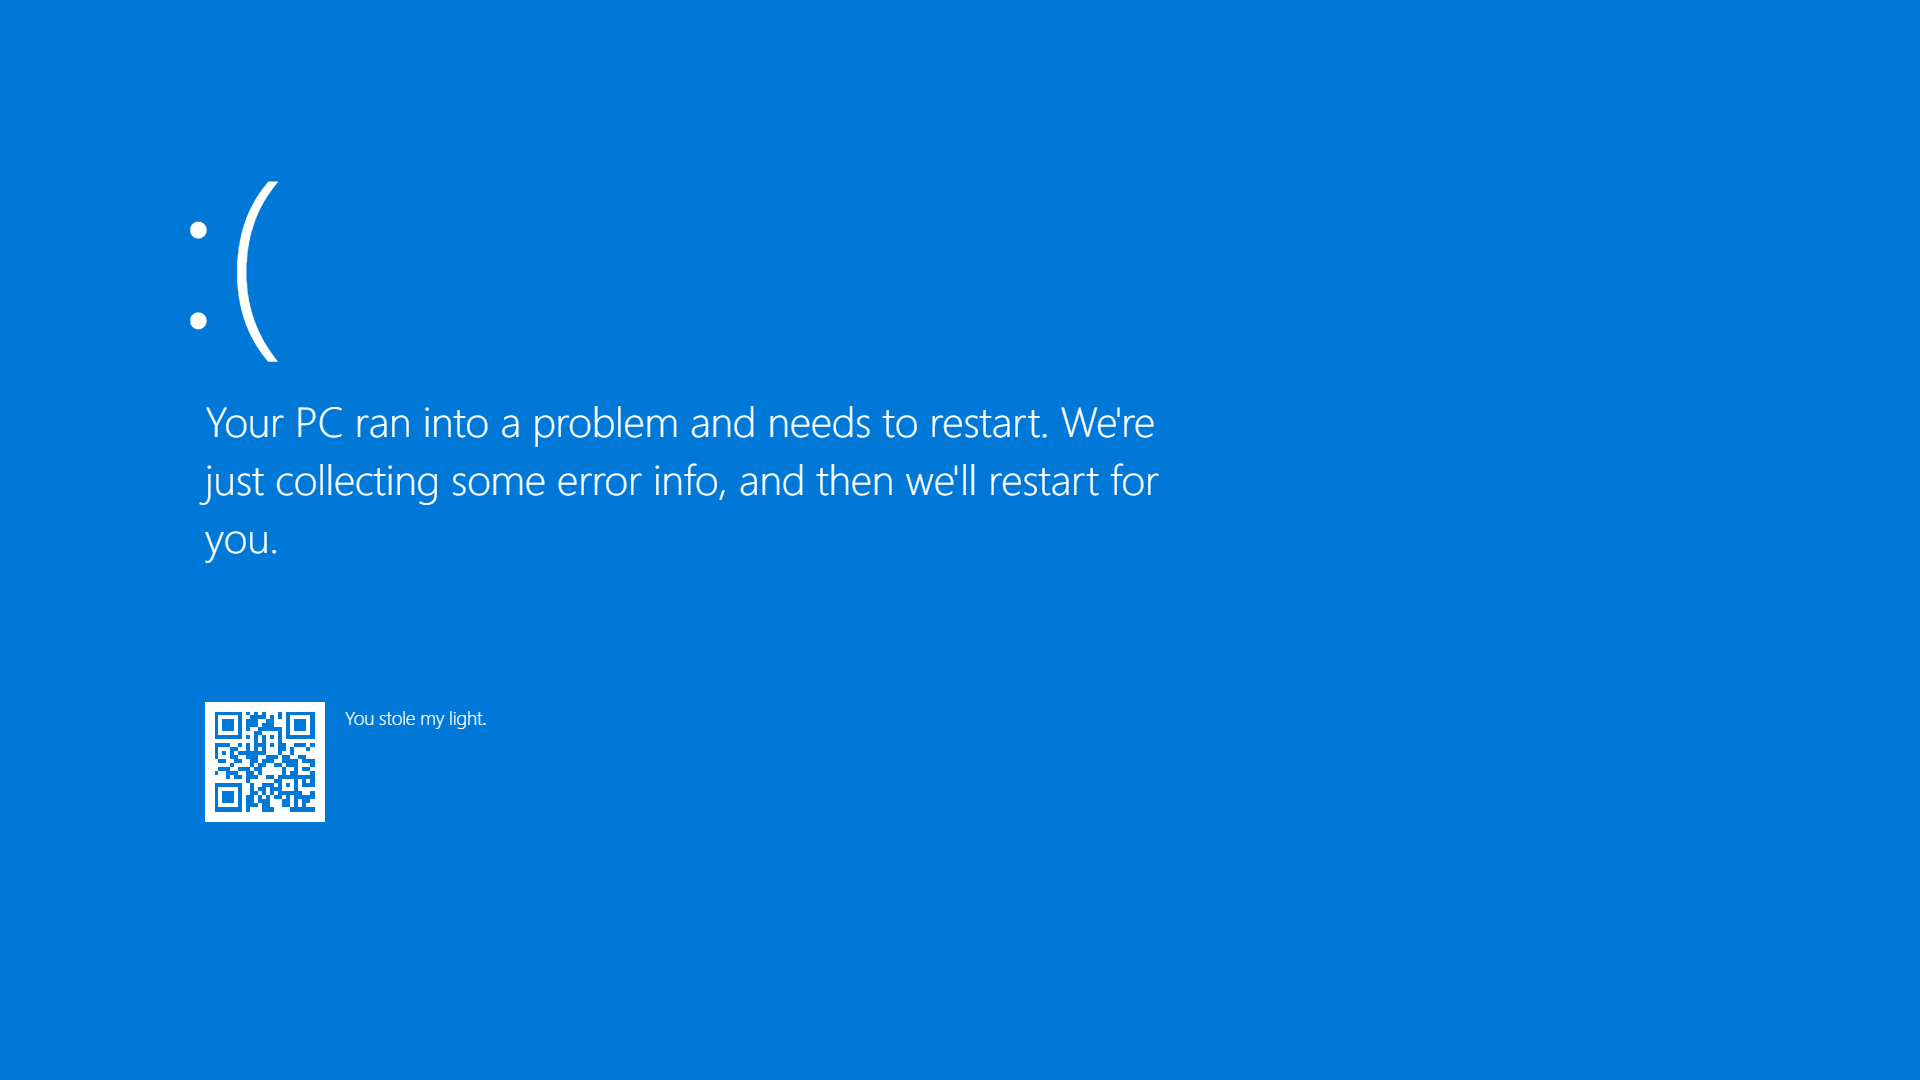 :(
Your PC ran into a problem and needs to restart. We're
just collecting some error info, and then we'll restart for
you.
You stole my light.